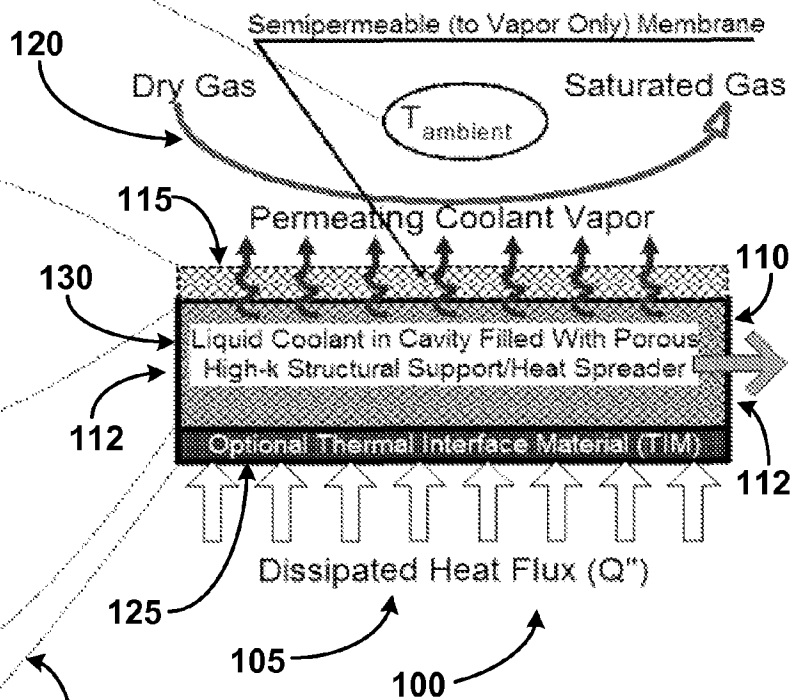 Semipermeable (to Vapor Only) Membrane
120
Dry Gas
Saturated Gas
T ambient
115
Permeating Coolant Vapor
130
110
Liquid Coolant in Cavity Filled With Porous
High-k Structural Support/Heat Spreader
112
112
Optional Thermal Interface Material (TIM)
Dissipated Heat Flux (Q")
125
105
100